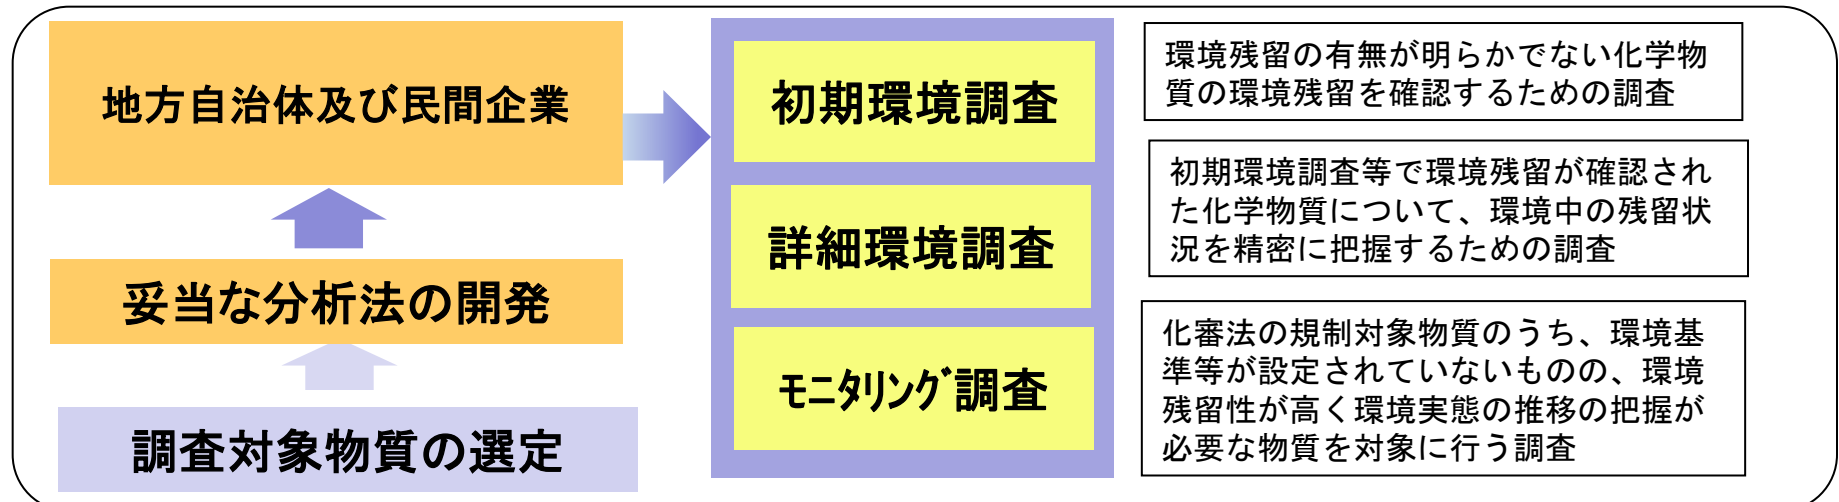 地方自治体及び民間企業
妥当な分析法の開発
調査対象物質の選定
初期環境調査
詳細環境調査
ﾓﾆﾀﾘﾝｸﾞ調査
環境残留の有無が明らかでない化学物
質の環境残留を確認するための調査
初期環境調査等で環境残留が確認され
た化学物質について、環境中の残留状
況を精密に把握するための調査
化審法の規制対象物質のうち、環境基
準等が設定されていないものの、環境
残留性が高く環境実態の推移の把握が
必要な物質を対象に行う調査